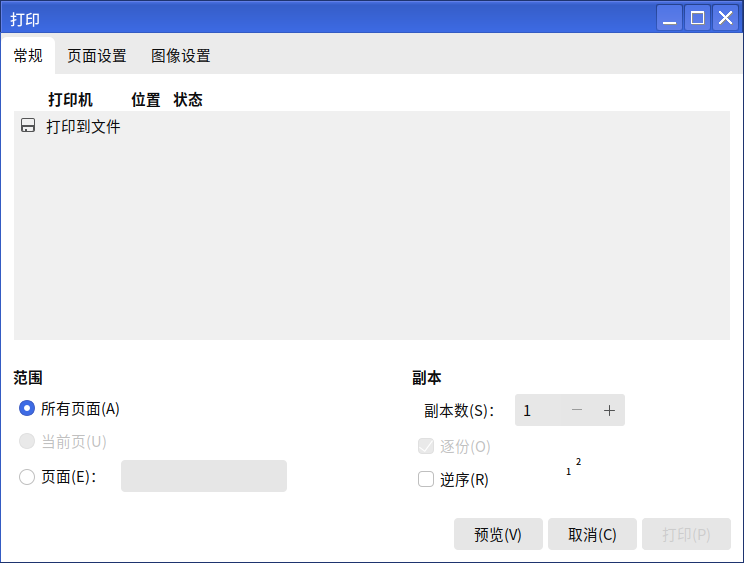 打印
常规 页面设置 图像设置
打印机 位置 状态
打印到文件
范围 副本
所有页面(A) 副本数(S)： 1
当前页(U) 逐份(O)
页面(E)： 逆序(R) 1 2
预览(V) 取消(C) 打印(P)